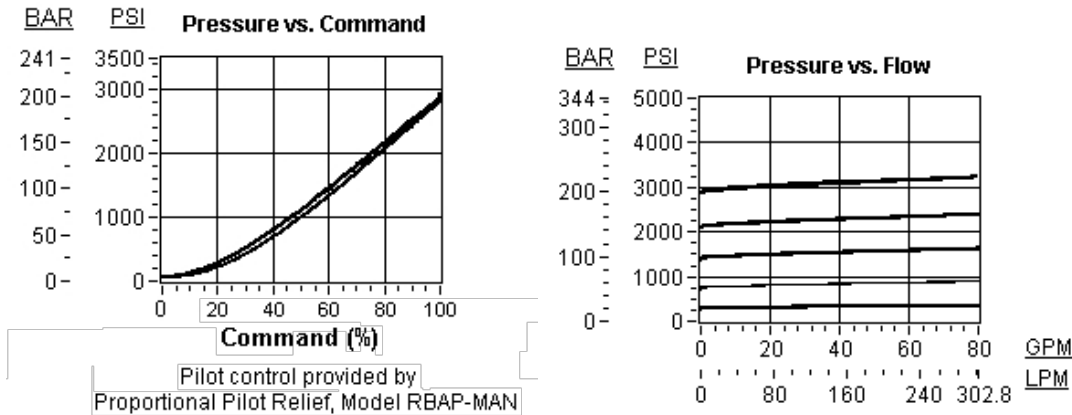 BAR PSI Pressure vs. Command
241 3500
200 3000
150 2000
100 1000
50
0 0
0 20 40 60 80 100
Command (%)
Pilot control provided by
Proportional Pilot Relief, Model RBAP-MAN
BAR PSI Pressure vs. Flow
344 5000
300 4000
200 3000
2000
100 1000
0 0
0 20 40 60 80 GPM
0 80 160 240 302.8 LPM